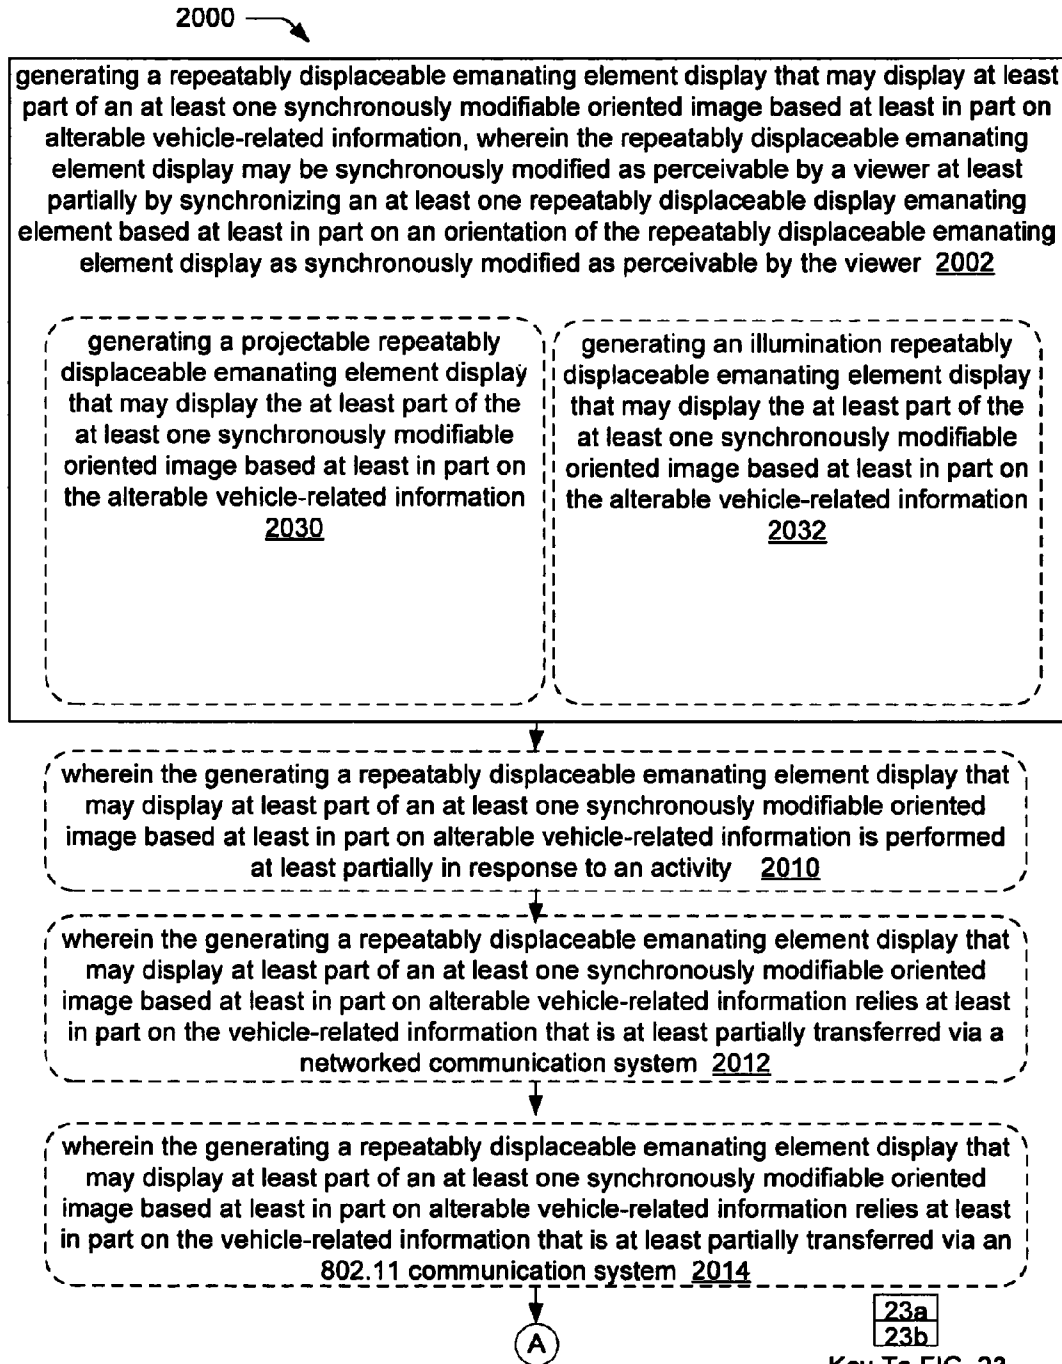 2000
generating a repeatably displaceable emanating element display that may display at least
part of an at least one synchronously modifiable oriented image based at least in part on
alterable vehicle-related information, wherein the repeatably displaceable emanating
element display may be synchronously modified as perceivable by a viewer at least
partially by synchronizing an at least one repeatably displaceable display emanating
element based at least in part on an orientation of the repeatably displaceable emanating
element display as synchronously modified as perceivable by the viewer 2002
generating a projectable repeatably
displaceable emanating element display
that may display the at least part of the
at least one synchronously modifiable
oriented image based at least in part on
the alterable vehicle-related information
2030
generating an illumination repeatably
displaceable emanating element display
that may display the at least part of the
at least one synchronously modifiable
oriented image based at least in part on
the alterable vehicle-related information
2032
wherein the generating a repeatably displaceable emanating element display that
may display at least part of an at least one synchronously modifiable oriented
image based at least in part on alterable vehicle-related information is performed
at least partially in response to an activity 2010
wherein the generating a repeatably displaceable emanating element display that
may display at least part of an at least one synchronously modifiable oriented
image based at least in part on alterable vehicle-related information relies at least
in part on the vehicle-related information that is at least partially transferred via a
networked communication system 2012
wherein the generating a repeatably displaceable emanating element display that
may display at least part of an at least one synchronously modifiable oriented
image based at least in part on alterable vehicle-related information relies at least
in part on the vehicle-related information that is at least partially transferred via an
802.11 communication system 2014
A
23a
23b
Key To FIG. 23